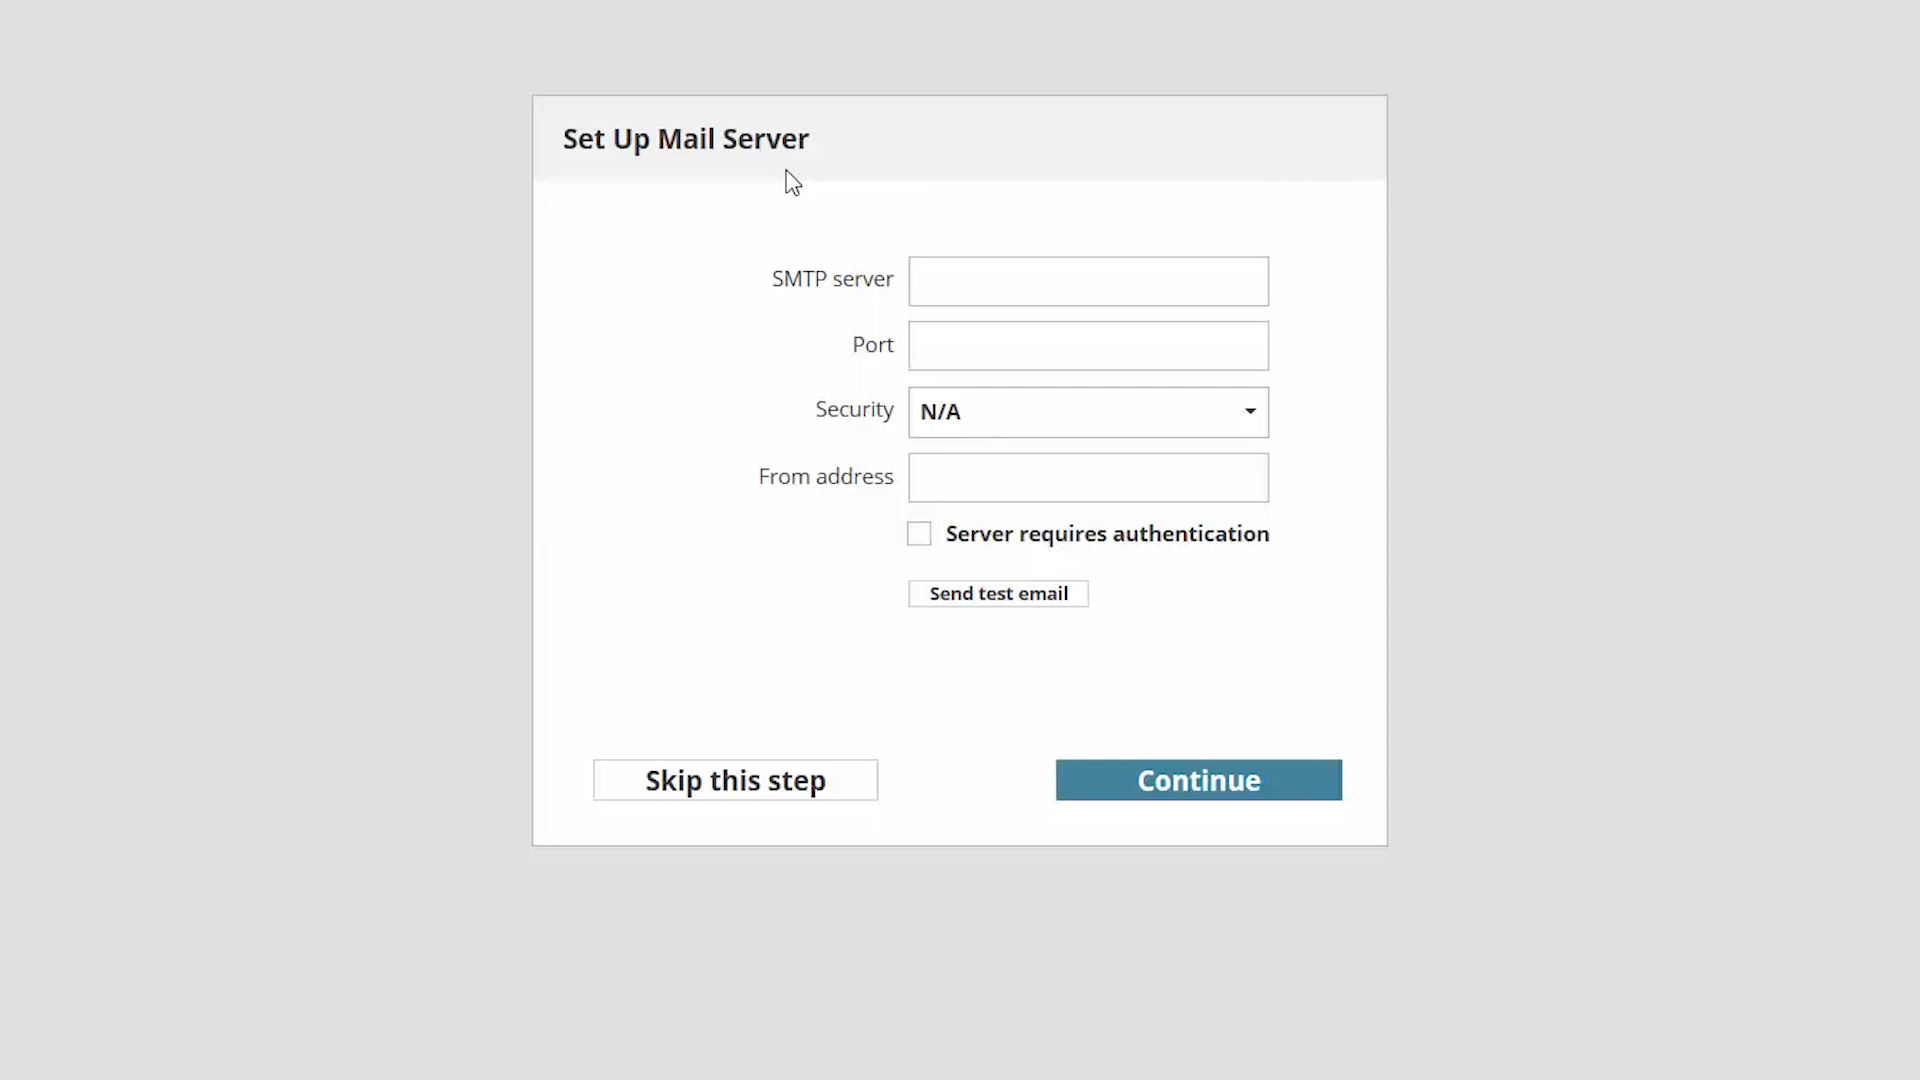 Set Up Mail Server
SMTP server
Port
Security N/A
From address
Server requires authentication
Send test email
Skip this step Continue